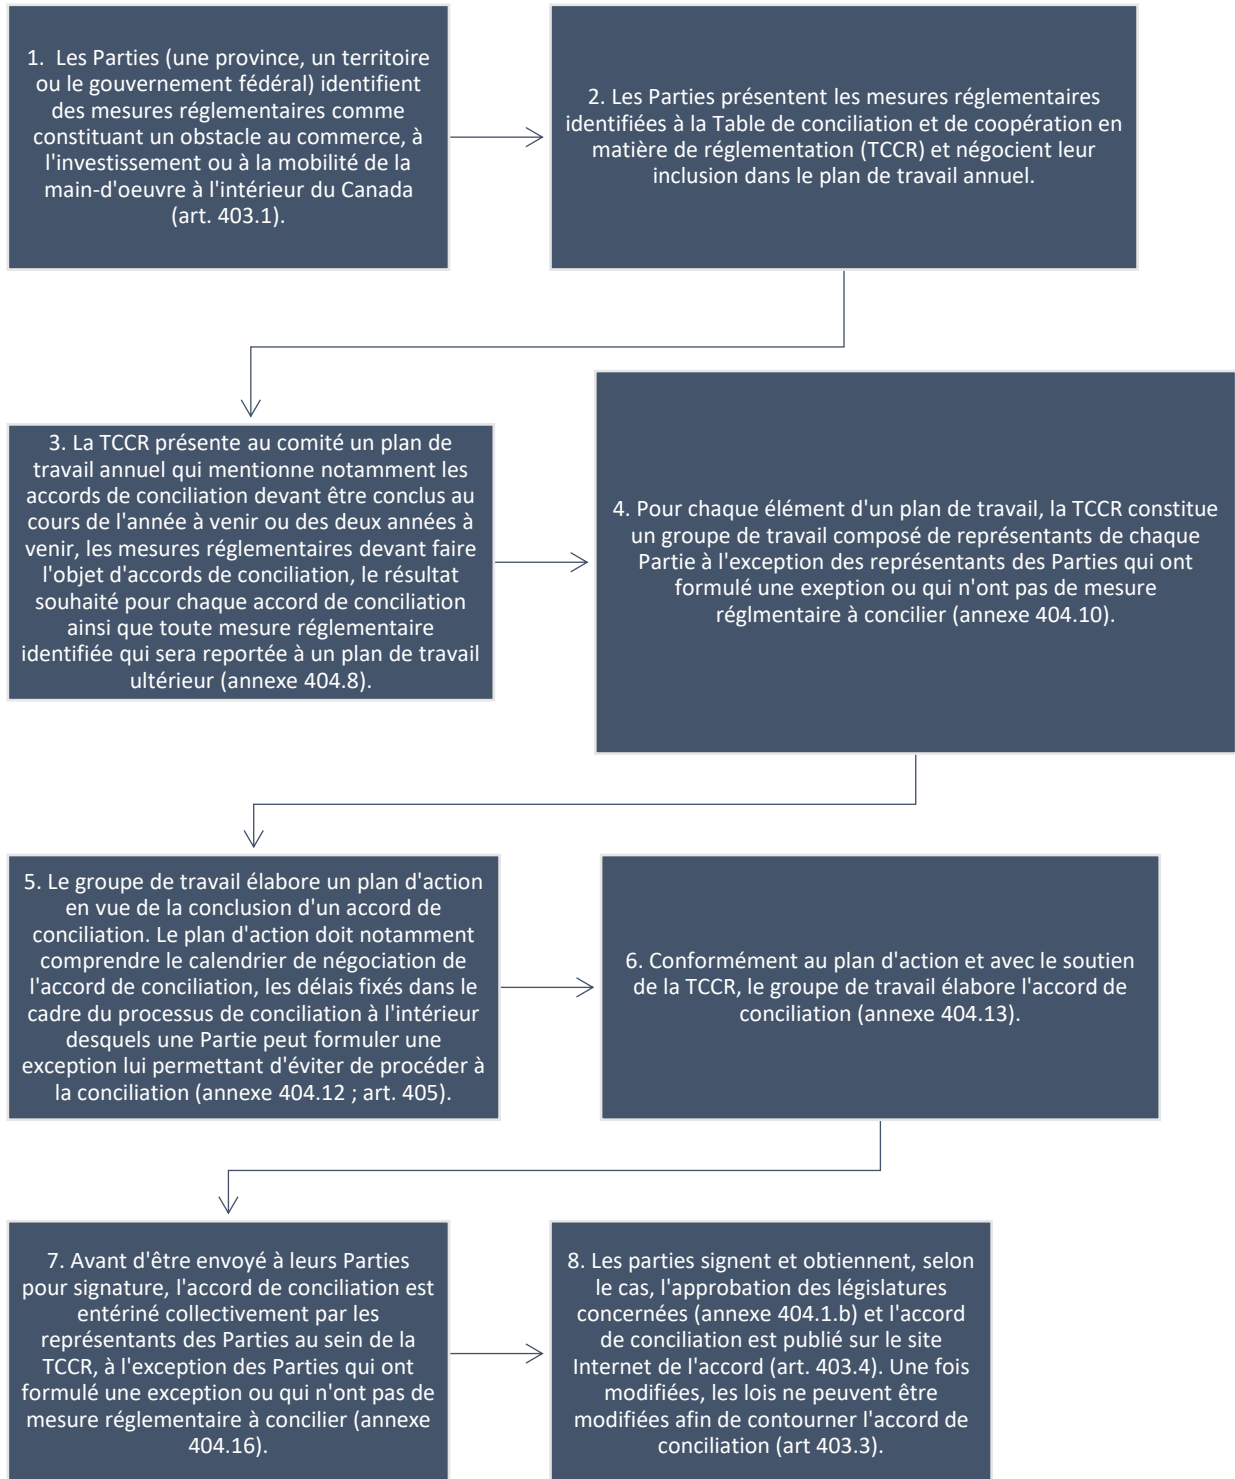 1. Les Parties (une province, un territoire
ou le gouvernement fédéral) identifient
des mesures réglementaires comme
constituant un obstacle au commerce, à
l'investissement ou à la mobilité de la
main-d'oeuvre à l'intérieur du Canada
(art. 403.1).
2. Les Parties présentent les mesures réglementaires
identifiées à la Table de conciliation et de coopération en
matière de réglementation (TCCR) et négocient leur
inclusion dans le plan de travail annuel.
3. La TCCR présente au comité un plan de
travail annuel qui mentionne notamment les
accords de conciliation devant être conclus au
cours de l'année à venir ou des deux années à
venir, les mesures réglementaires devant faire
l'objet d'accords de conciliation, le résultat
souhaité pour chaque accord de conciliation
ainsi que toute mesure réglementaire
identifiée qui sera reportée à un plan de travail
ultérieur (annexe 404.8).
4. Pour chaque élément d'un plan de travail, la TCCR constitue
un groupe de travail composé de représentants de chaque
Partie à l'exception des représentants des Parties qui ont
formulé une exeption ou qui n'ont pas de mesure
réglmentaire à concilier (annexe 404.10).
5. Le groupe de travail élabore un plan d'action
en vue de la conclusion d'un accord de
conciliation. Le plan d'action doit notamment
comprendre le calendrier de négociation de
l'accord de conciliation, les délais fixés dans le
cadre du processus de conciliation à l'intérieur
desquels une Partie peut formuler une
exception lui permettant d'éviter de procéder à
la conciliation (annexe 404.12 ; art. 405).
6. Conformément au plan d'action et avec le soutien
de la TCCR, le groupe de travail élabore l'accord de
conciliation (annexe 404.13).
7. Avant d'être envoyé à leurs Parties
pour signature, l'accord de conciliation est
entériné collectivement par les
représentants des Parties au sein de la
TCCR, à l'exception des Parties qui ont
formulé une exception ou qui n'ont pas de
mesure réglementaire à concilier (annexe
404.16).
8. Les parties signent et obtiennent, selon
le cas, l'approbation des législatures
concernées (annexe 404.1.b) et l'accord
de conciliation est publié sur le site
Internet de l'accord (art. 403.4). Une fois
modifiées, les lois ne peuvent être
modifiées afin de contourner l'accord de
conciliation (art 403.3).